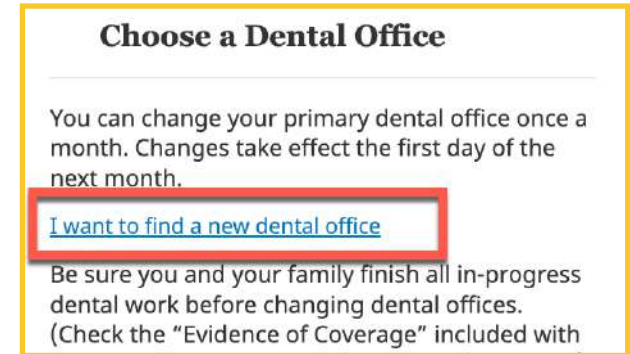 Choose a Dental Office
You can change your primary dental office once a
month. Changes take effect the first day of the
next month.
I want to find a new dental office
Be sure you and your family finish all in-progress
dental work before changing dental offices.
(Check the “Evidence of Coverage” included with